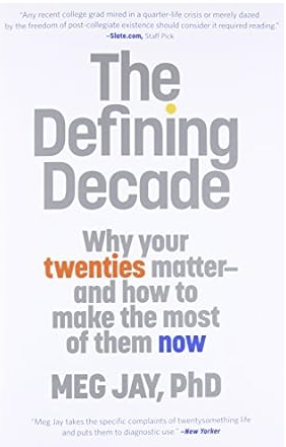 "Any recent college grad mired in a quarter-life crisis or merely dazed
by the freedom of post-collegiate existence should consider it required reading."
–Slate.com, Staff Pick
The
Defining
Decade
Why your
twenties matter–
and how to
make the most
of them now
MEG JAY, PhD
"Meg Jay takes the specific complaints of twentysomething life
and puts them to diagnostic use." –New Yorker